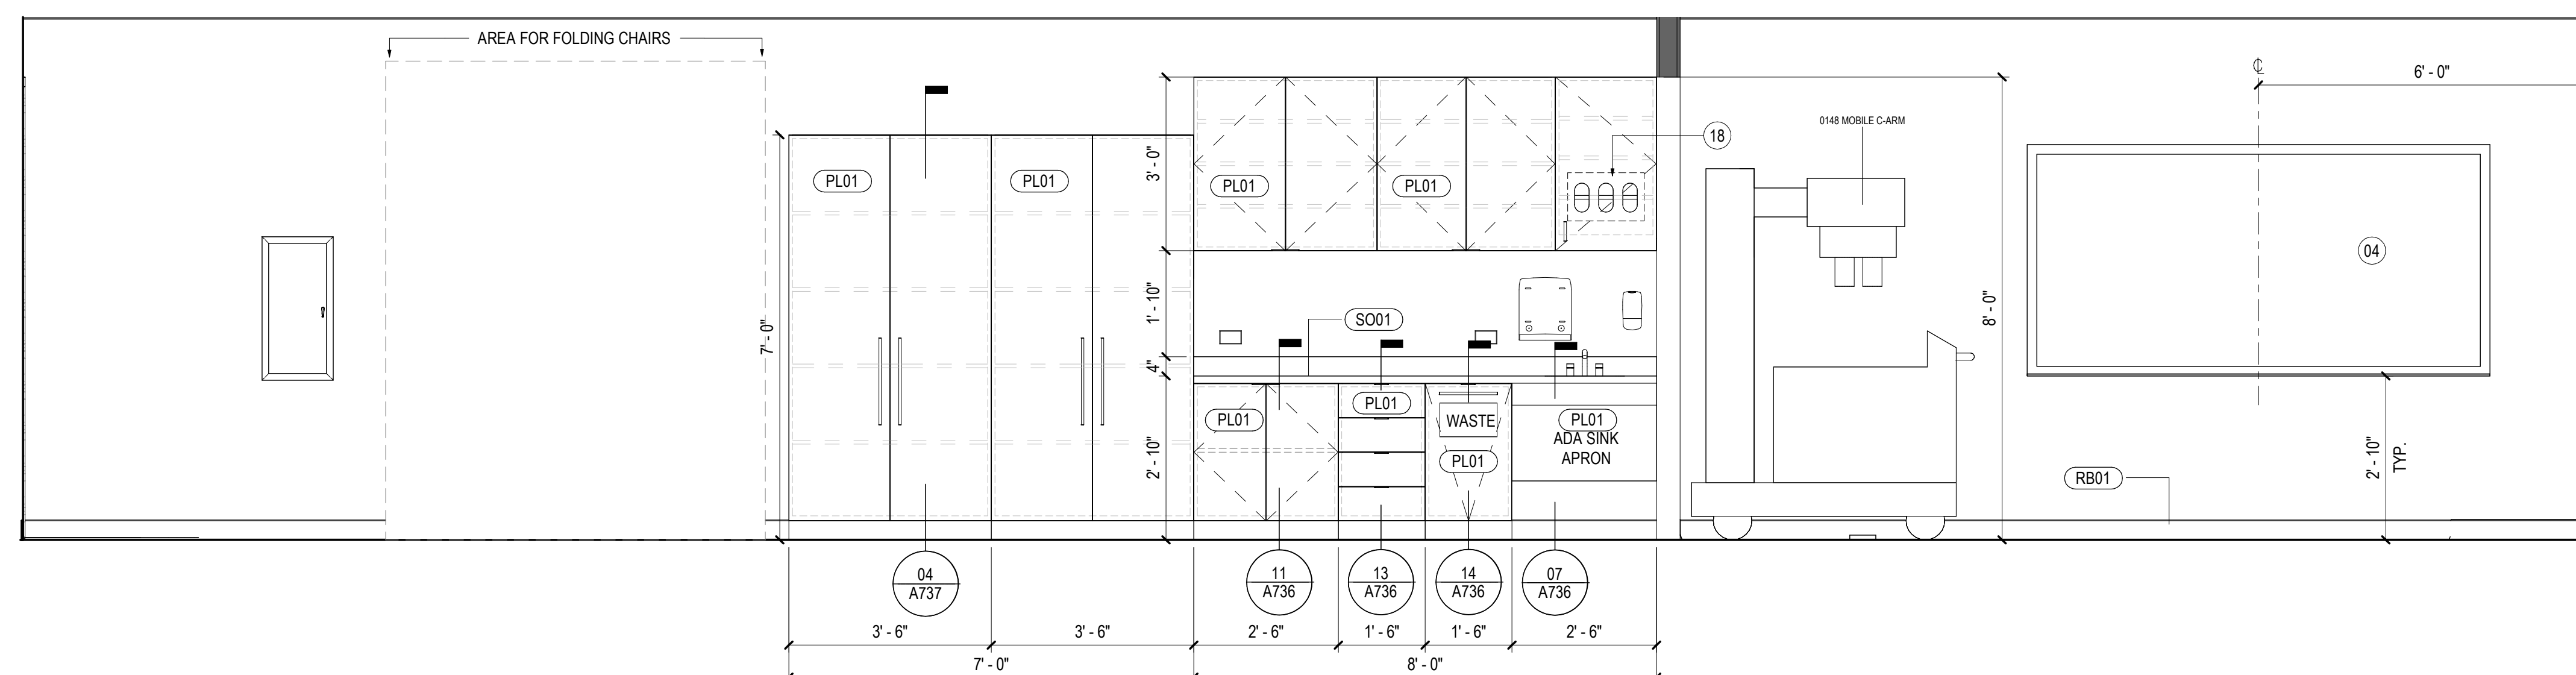 AREA FOR FOLDING CHAIRS
℄
6' - 0"
0148 MOBILE C-ARM
18
PL01
PL01
PL01
PL01
3' - 0"
04
1' - 10"
8' - 0"
7' - 0"
SO01
4"
PL01
PL01
WASTE
PL01
ADA SINK
APRON
PL01
2' - 10"
2' - 10"
TYP.
RB01
04
A737
11
A736
13
A736
14
A736
07
A736
3' - 6"
3' - 6"
2' - 6"
1' - 6"
1' - 6"
2' - 6"
7' - 0"
8' - 0"